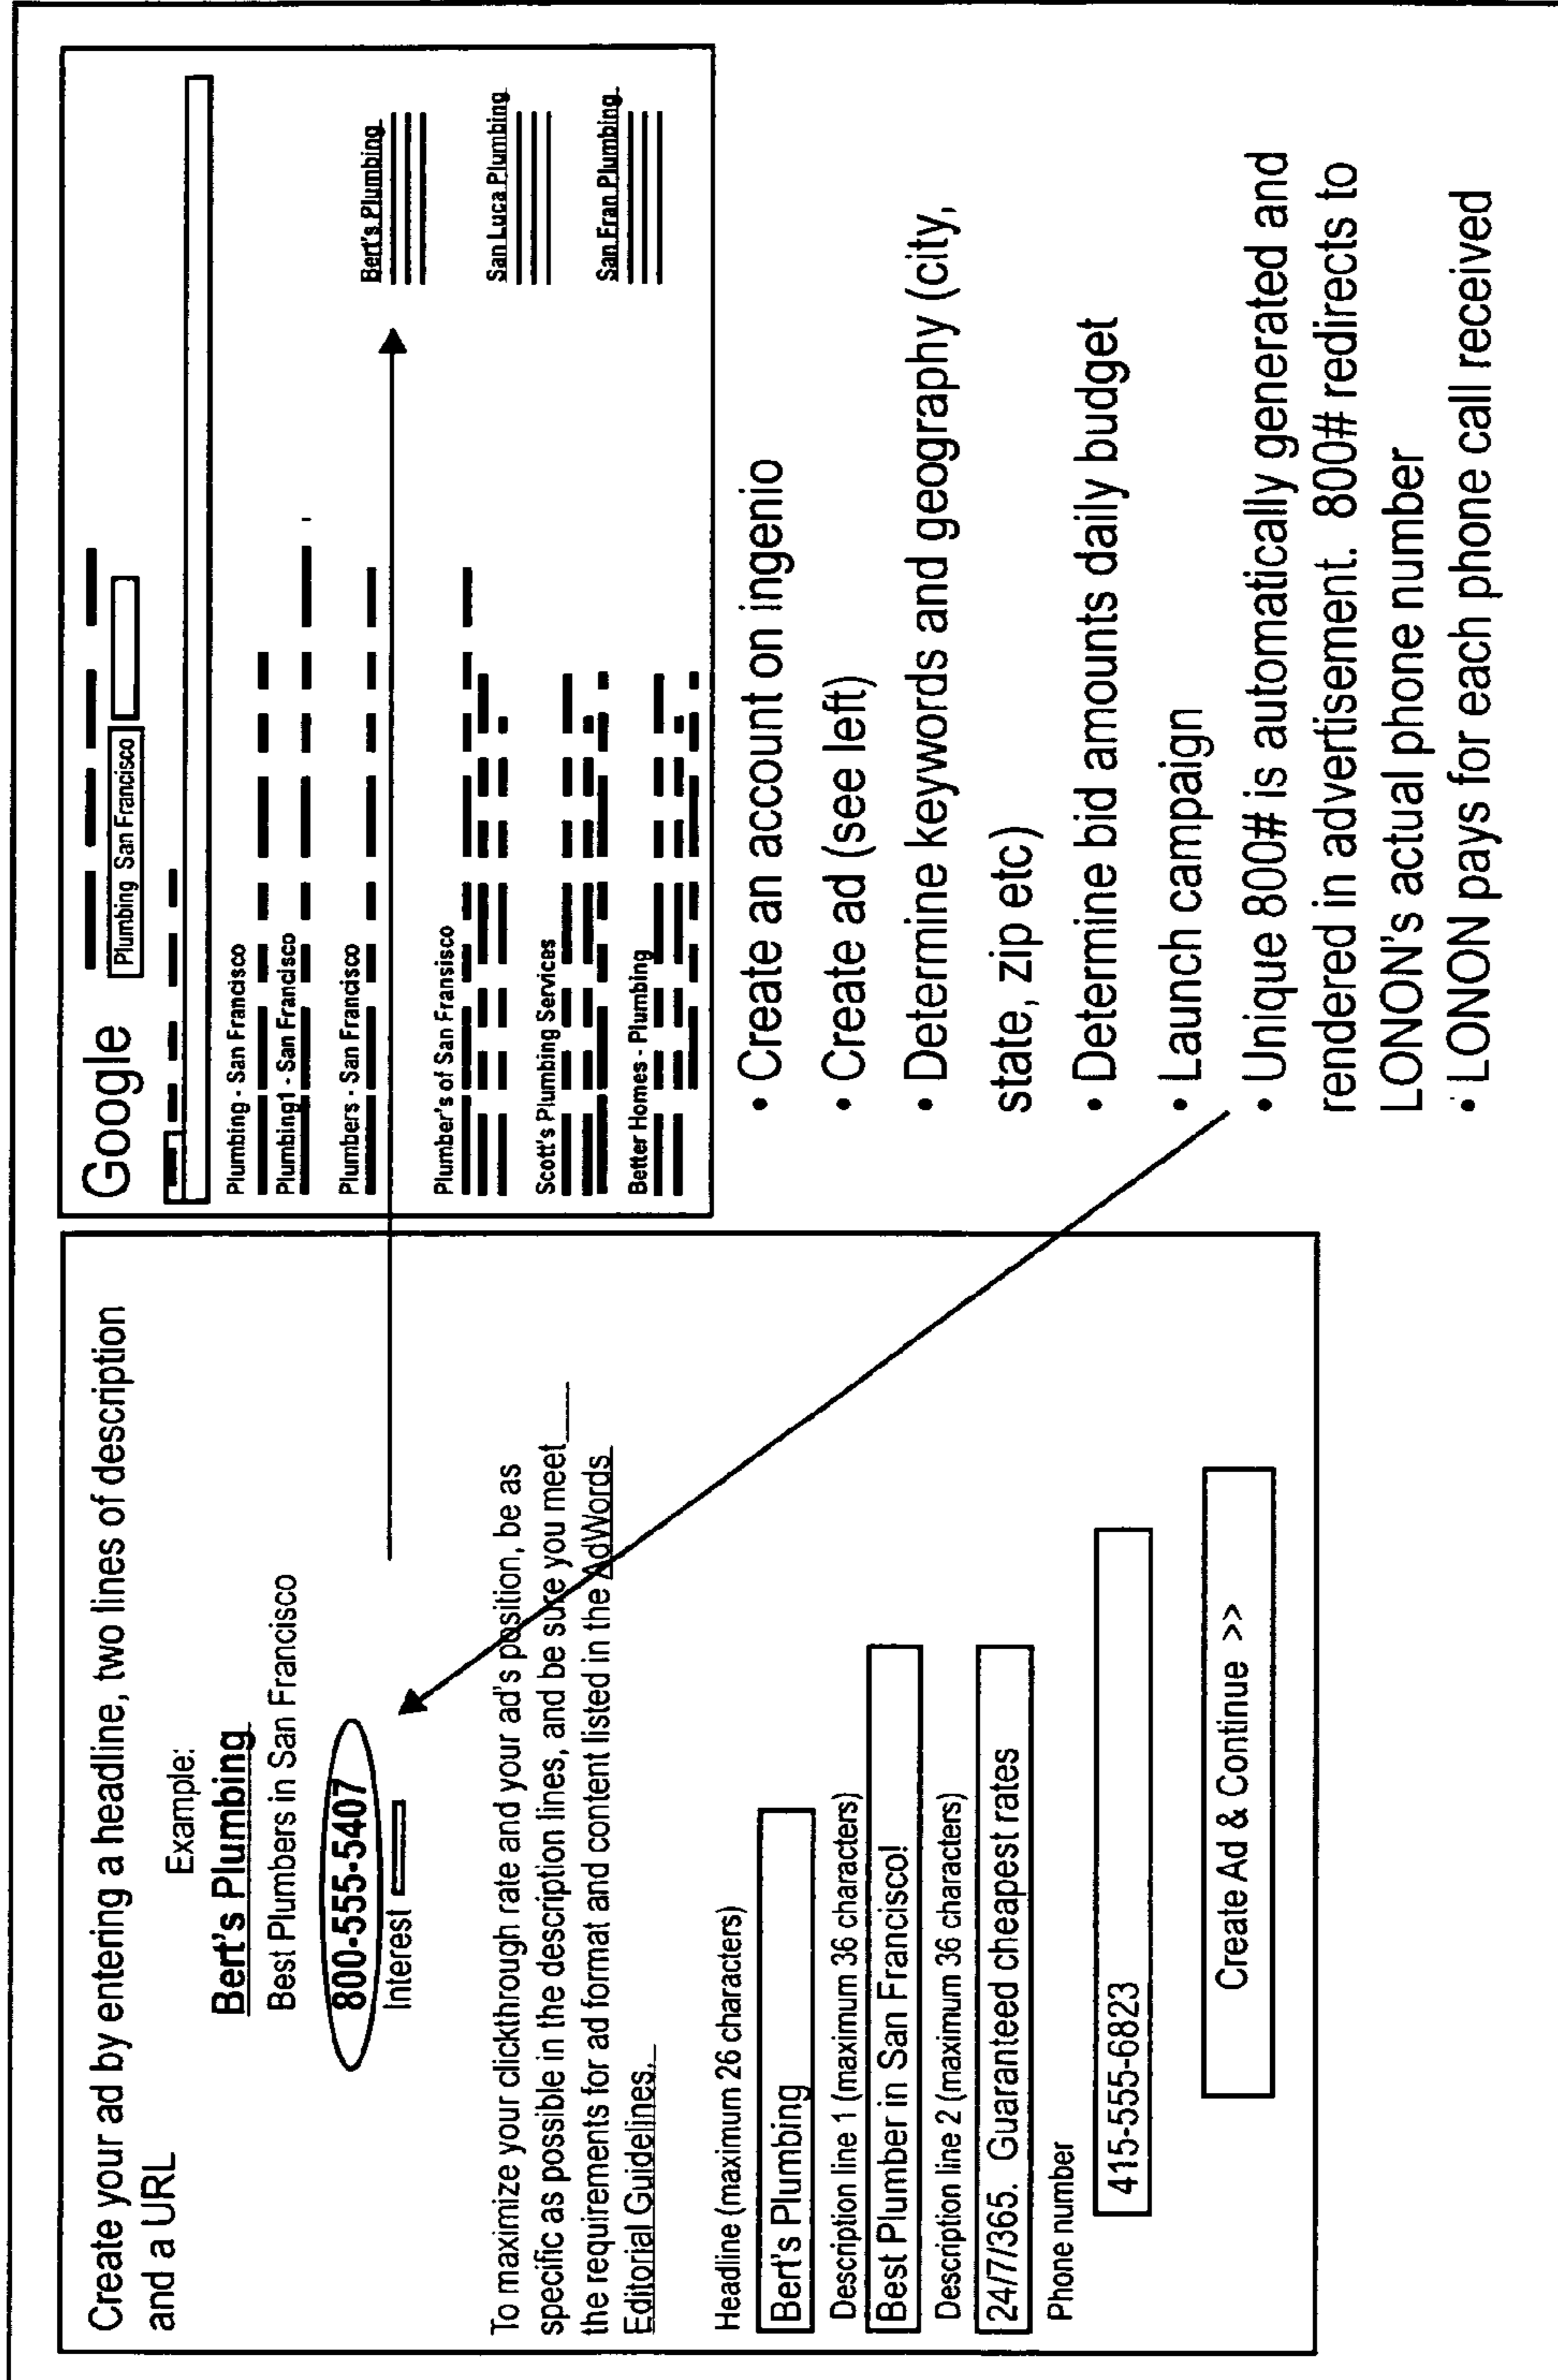 Create your ad by entering a headline, two lines of description
and a URL
Example:
Bert's Plumbing
Best Plumbers in San Francisco
800-555-5407
Interest
To maximize your clickthrough rate and your ad's position, be as
specific as possible in the description lines, and be sure you meet
the requirements for ad format and content listed in the AdWords
Editorial Guidelines.
Headline (maximum 26 characters)
Bert's Plumbing
Description line 1 (maximum 36 characters)
Best Plumber in San Francisco!
Description line 2 (maximum 36 characters)
24/7/365. Guaranteed cheapest rates
Phone number
415-555-6823
Create Ad & Continue >>
Google
Plumbing San Francisco
Plumbing - San Francisco
Plumbing1 - San Francisco
Plumbers - San Francisco
Plumber's of San Fransisco
Scott's Plumbing Services
Better Homes - Plumbing
Bert's Plumbing
San Luca Plumbing
San Fran Plumbing
• Create an account on ingenio
• Create ad (see left)
• Determine keywords and geography (city,
state, zip etc)
• Determine bid amounts daily budget
• Launch campaign
• Unique 800# is automatically generated and
rendered in advertisement. 800# redirects to
LONON's actual phone number
• LONON pays for each phone call received